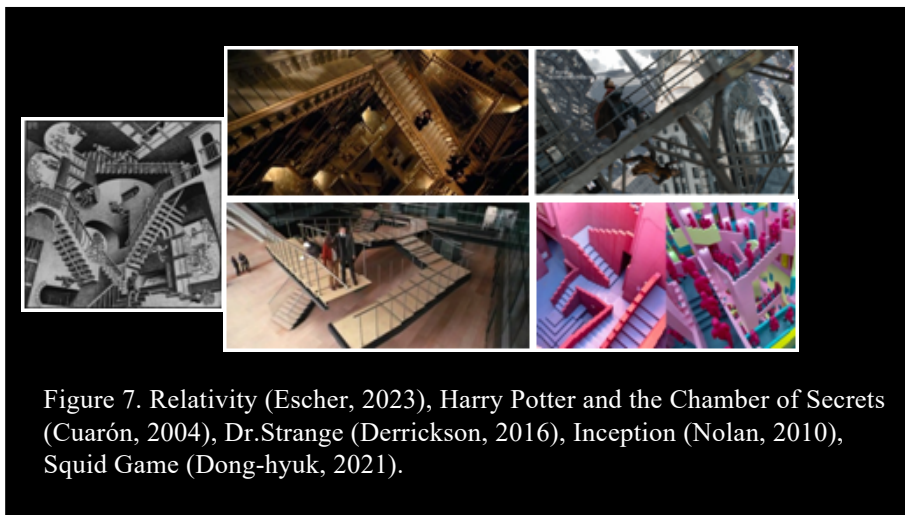 Figure 7. Relativity (Escher, 2023), Harry Potter and the Chamber of Secrets
(Cuarón, 2004), Dr.Strange (Derrickson, 2016), Inception (Nolan, 2010),
Squid Game (Dong-hyuk, 2021).